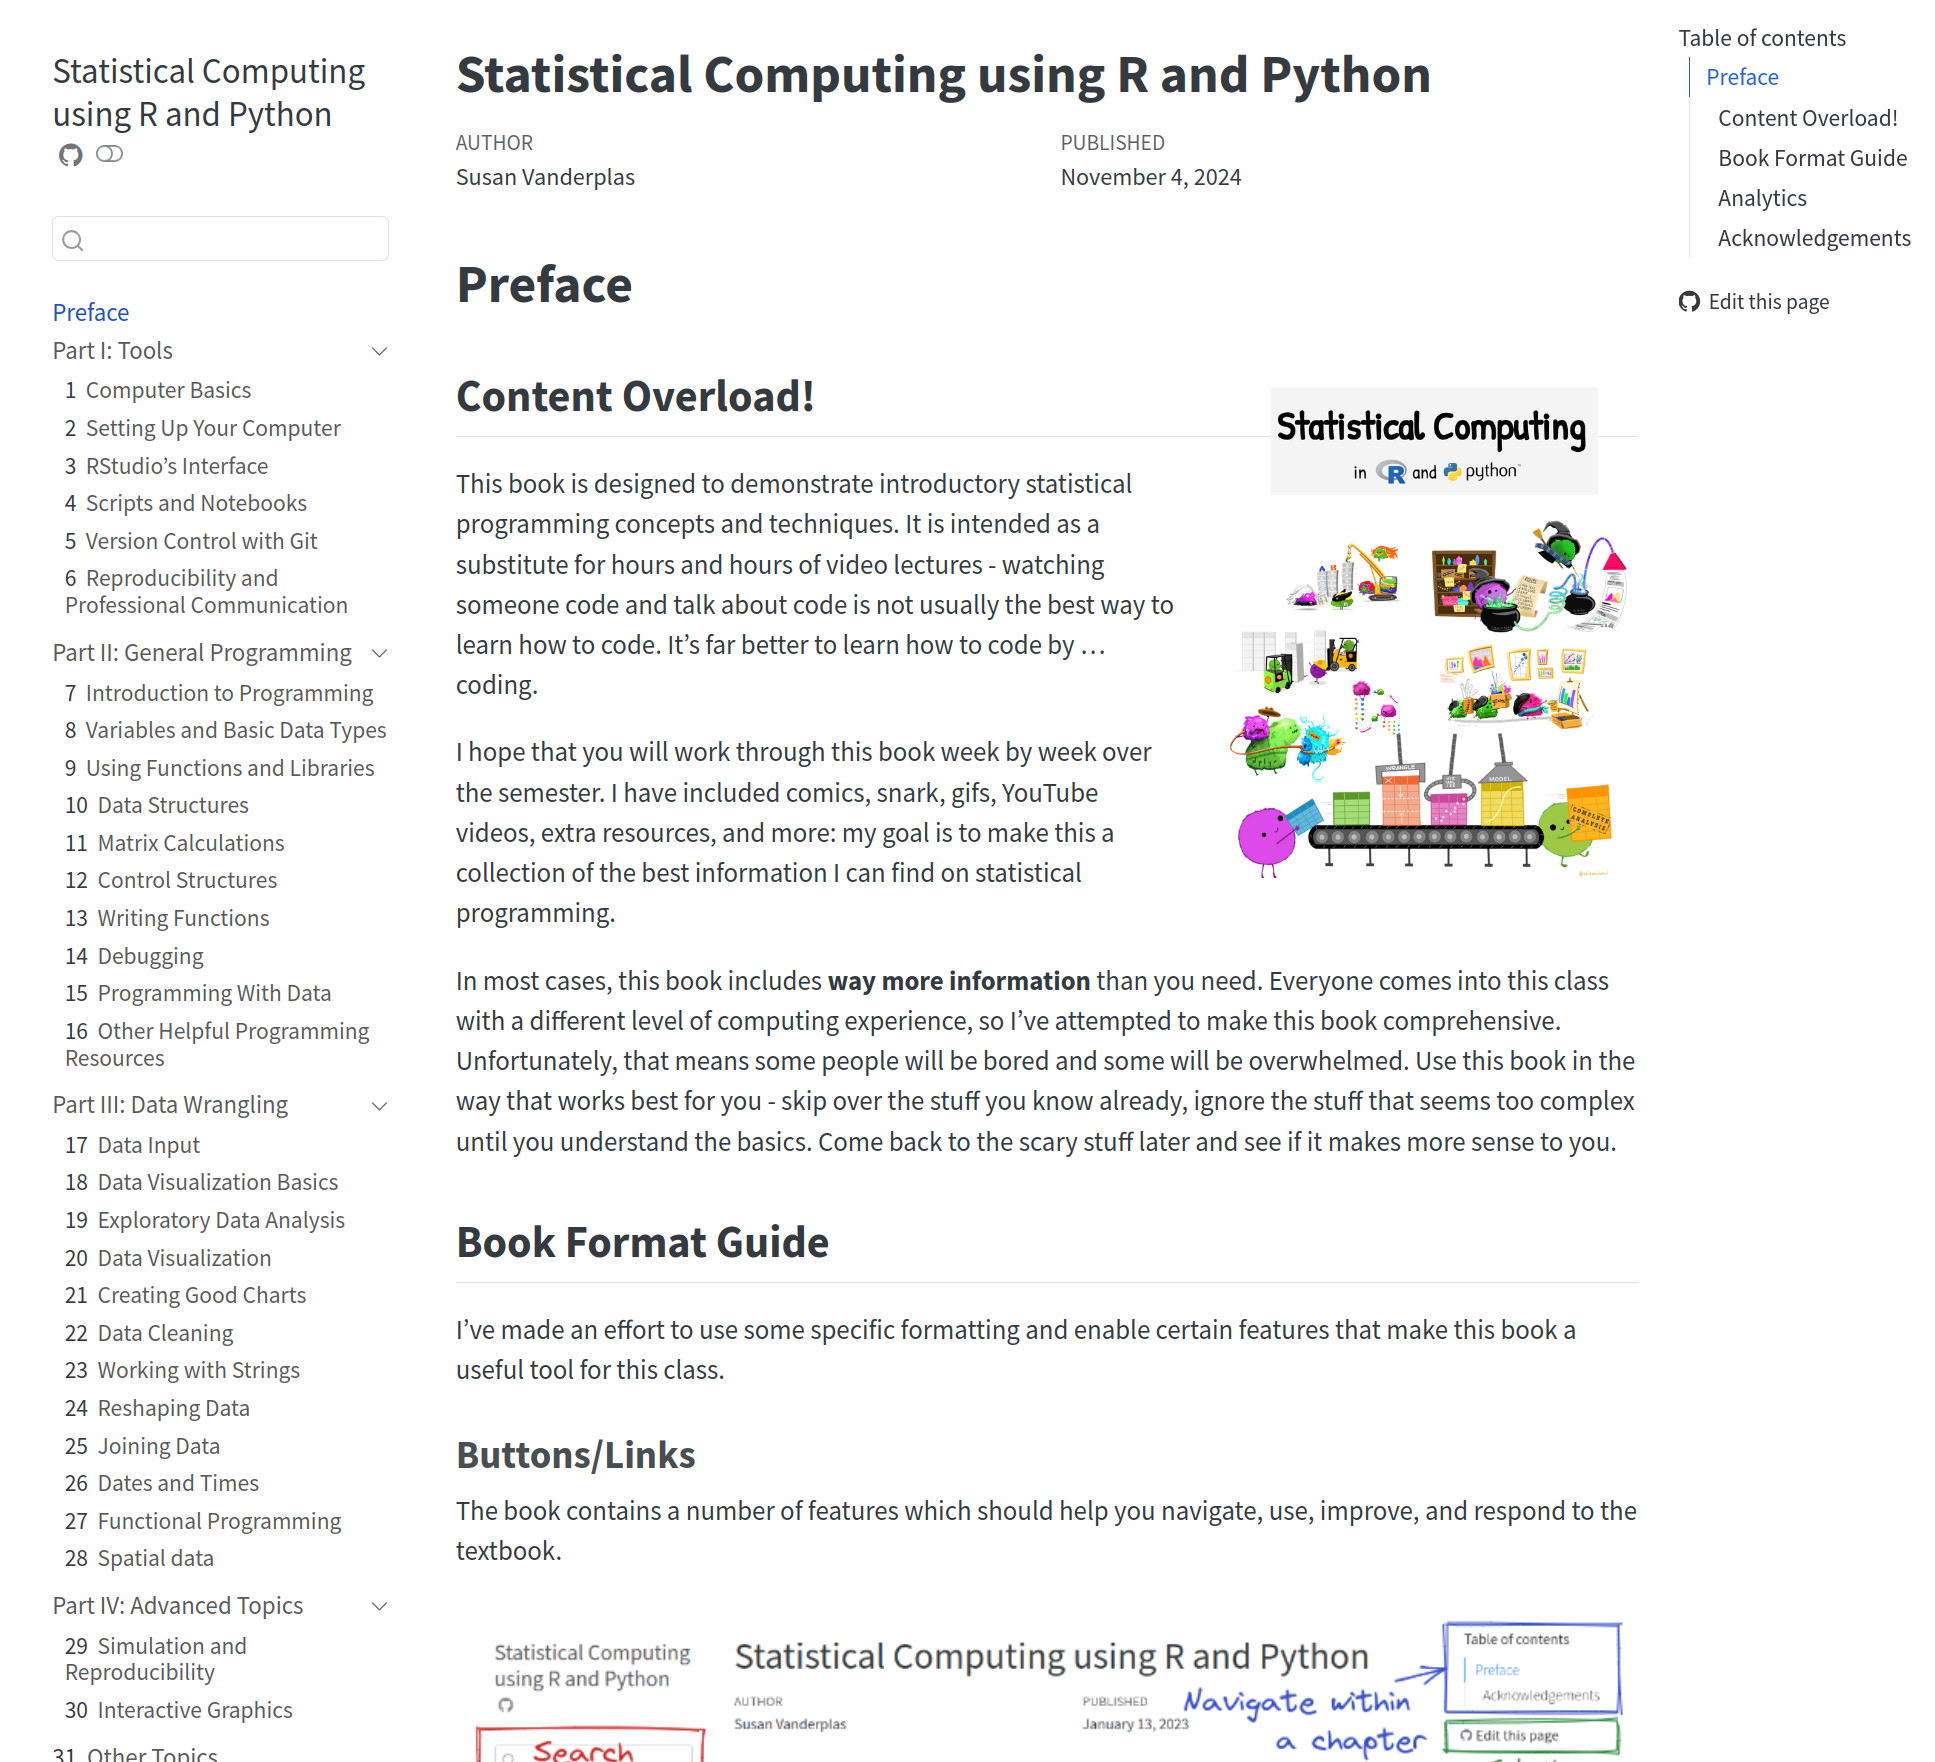 Statistical Computing
using R and Python
Preface
Part I: Tools
1 Computer Basics
2 Setting Up Your Computer
3 RStudio’s Interface
4 Scripts and Notebooks
5 Version Control with Git
6 Reproducibility and
Professional Communication
Part II: General Programming
7 Introduction to Programming
8 Variables and Basic Data Types
9 Using Functions and Libraries
10 Data Structures
11 Matrix Calculations
12 Control Structures
13 Writing Functions
14 Debugging
15 Programming With Data
16 Other Helpful Programming
Resources
Part III: Data Wrangling
17 Data Input
18 Data Visualization Basics
19 Exploratory Data Analysis
20 Data Visualization
21 Creating Good Charts
22 Data Cleaning
23 Working with Strings
24 Reshaping Data
25 Joining Data
26 Dates and Times
27 Functional Programming
28 Spatial data
Part IV: Advanced Topics
29 Simulation and
Reproducibility
30 Interactive Graphics
31 Other Topics
Statistical Computing using R and Python
AUTHOR
Susan Vanderplas
PUBLISHED
November 4, 2024
Preface
Content Overload!
This book is designed to demonstrate introductory statistical
programming concepts and techniques. It is intended as a
substitute for hours and hours of video lectures - watching
someone code and talk about code is not usually the best way to
learn how to code. It’s far better to learn how to code by …
coding.
I hope that you will work through this book week by week over
the semester. I have included comics, snark, gifs, YouTube
videos, extra resources, and more: my goal is to make this a
collection of the best information I can find on statistical
programming.
Statistical Computing
in R and python
WRANGLE
MODEL
COMPLETE
ANALYSIS
In most cases, this book includes way more information than you need. Everyone comes into this class
with a different level of computing experience, so I’ve attempted to make this book comprehensive.
Unfortunately, that means some people will be bored and some will be overwhelmed. Use this book in the
way that works best for you - skip over the stuff you know already, ignore the stuff that seems too complex
until you understand the basics. Come back to the scary stuff later and see if it makes more sense to you.
Book Format Guide
I’ve made an effort to use some specific formatting and enable certain features that make this book a
useful tool for this class.
Buttons/Links
The book contains a number of features which should help you navigate, use, improve, and respond to the
textbook.
Statistical Computing
using R and Python
Search
Statistical Computing using R and Python
AUTHOR
Susan Vanderplas
PUBLISHED
January 13, 2023
Navigate within
a chapter
Table of contents
Preface
Acknowledgements
Edit this page
Table of contents
Preface
Content Overload!
Book Format Guide
Analytics
Acknowledgements
Edit this page